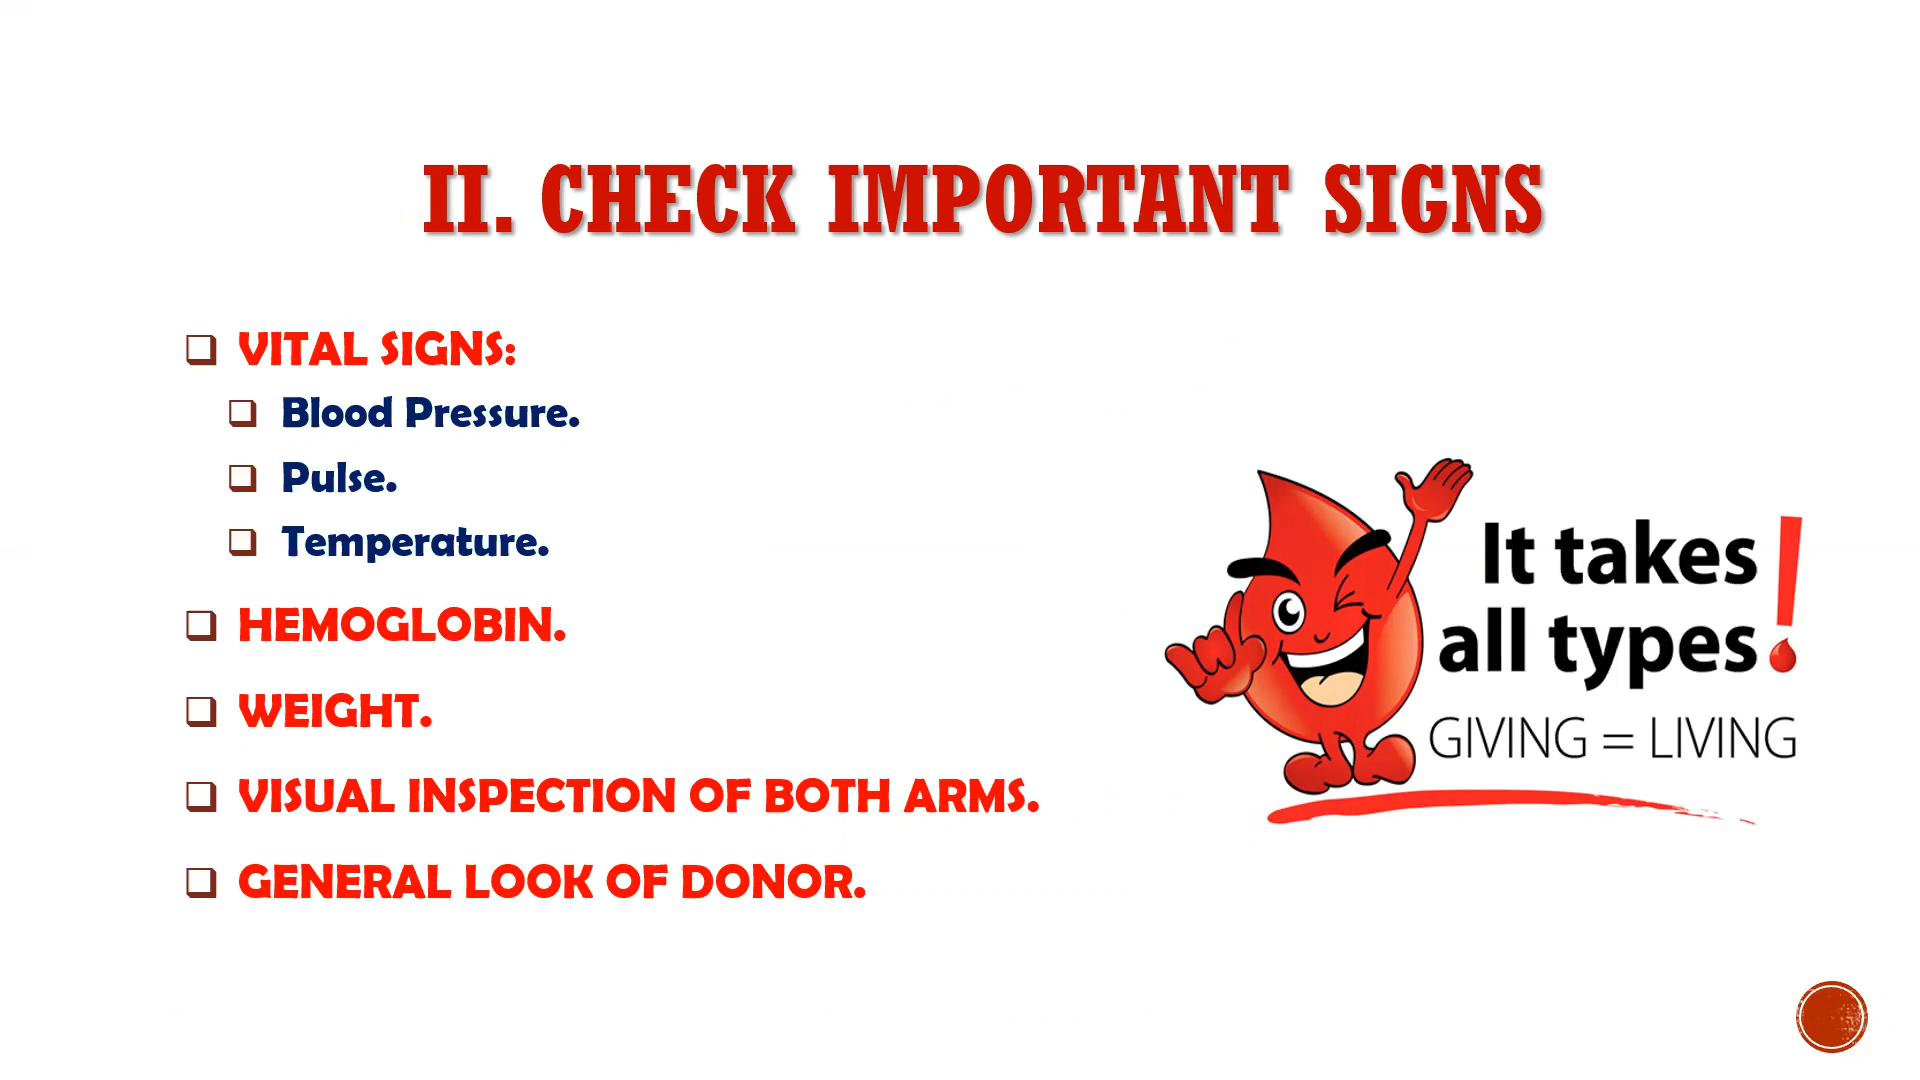 II. CHECK IMPORTANT SIGNS
VITAL SIGNS:
Blood Pressure.
Pulse.
Temperature.
HEMOGLOBIN.
WEIGHT.
VISUAL INSPECTION OF BOTH ARMS.
GENERAL LOOK OF DONOR.
It takes
all types!
GIVING = LIVING